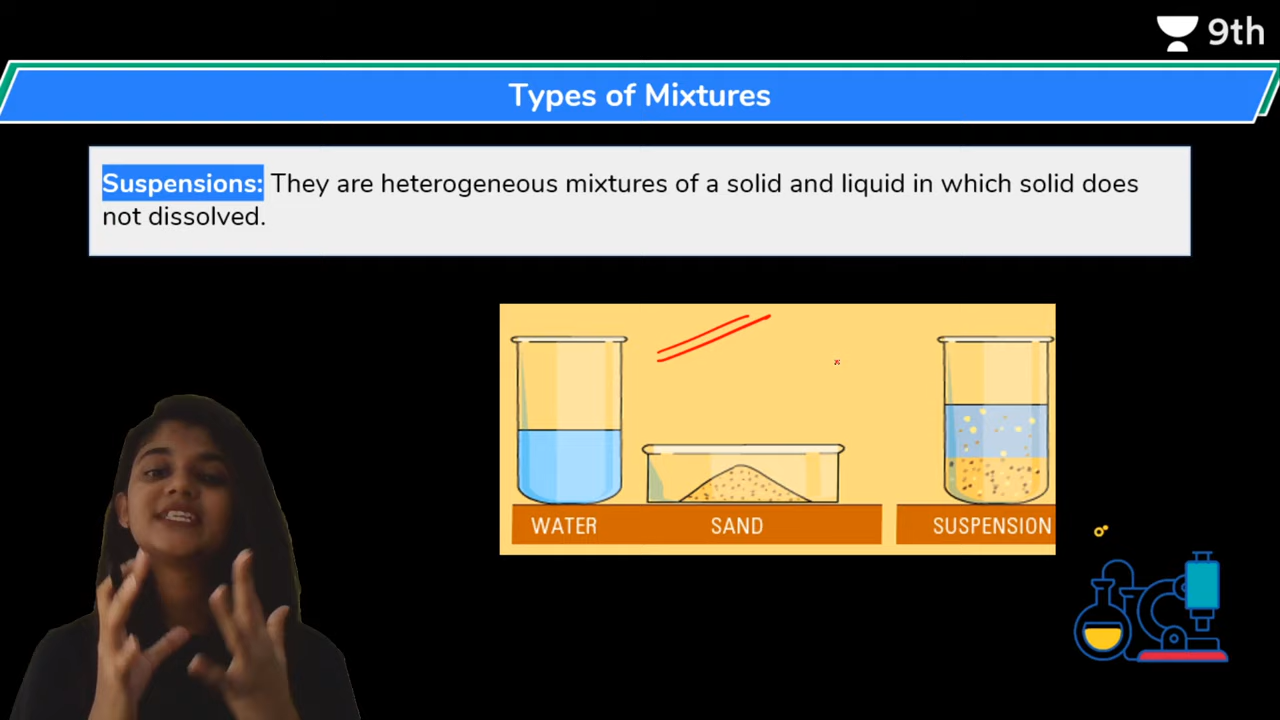 9th
Types of Mixtures
Suspensions: They are heterogeneous mixtures of a solid and liquid in which solid does
not dissolved.
WATER SAND SUSPENSION